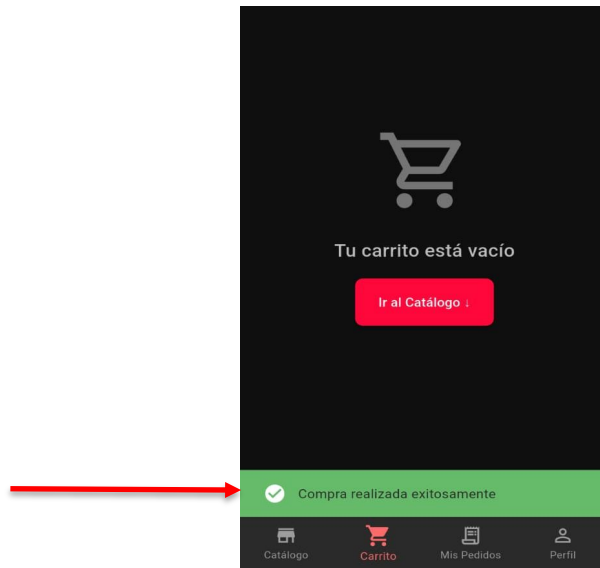 Tu carrito está vacío
Ir al Catálogo ↓
Compra realizada exitosamente
Catálogo Carrito Mis Pedidos Perfil